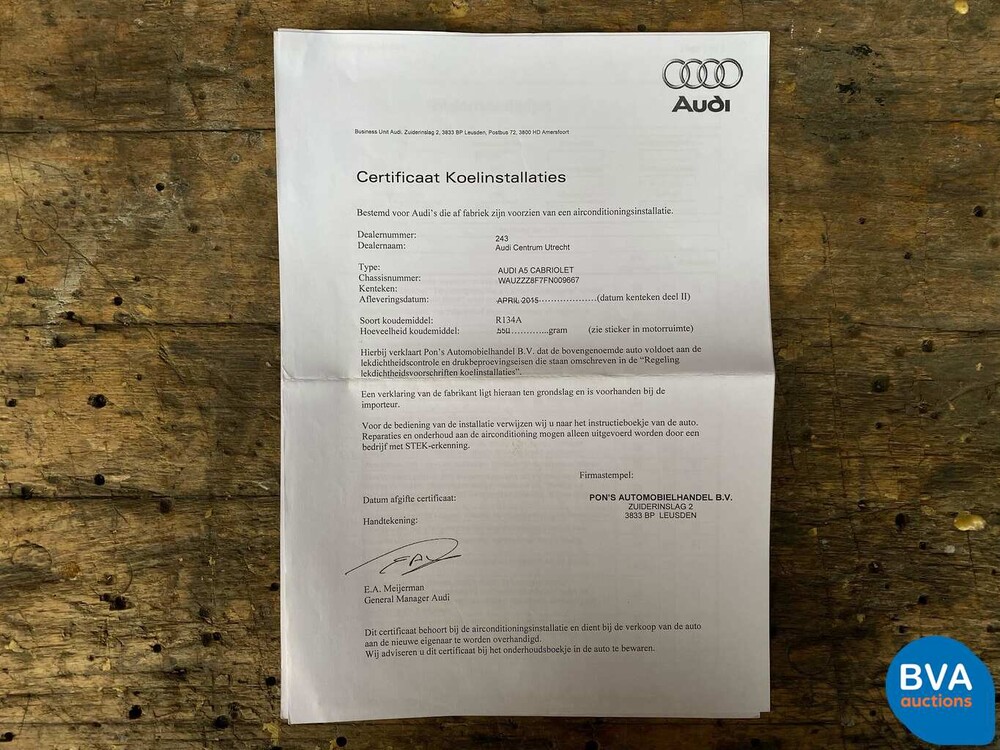 Audi
Business Unit Audi, Zuiderinslag 2, 3833 BP Leusden, Postbus 72, 3800 HD Amersfoort
Certificaat Koelinstallaties
Bestemd voor Audi's die af fabriek zijn voorzien van een airconditioningsinstallatie.
Dealernummer: 243
Dealernaam: Audi Centrum Utrecht
Type: AUDI A5 CABRIOLET
Chassisnummer: WAUZZZ8F7FN009667
Kenteken:
Afleveringsdatum: APRIL 2015...................(datum kenteken deel II)
Soort koudemiddel: R134A
Hoeveelheid koudemiddel: 550............gram (zie sticker in motorruimte)
Hierbij verklaart Pon's Automobielhandel B.V. dat de bovengenoemde auto voldoet aan de
lekdichtheidscontrole en drukbeproevingseisen die staan omschreven in de "Regeling
lekdichtheidsvoorschriften koelinstallaties".
Een verklaring van de fabrikant ligt hieraan ten grondslag en is voorhanden bij de
importeur.
Voor de bediening van de installatie verwijzen wij u naar het instructieboekje van de auto.
Reparaties en onderhoud aan de airconditioning mogen alleen uitgevoerd worden door een
bedrijf met STEK-erkenning.
Firmastempel:
Datum afgifte certificaat:
PON'S AUTOMOBIELHANDEL B.V.
ZUIDERINSLAG 2
3833 BP LEUSDEN
Handtekening:
E.A. Meijerman
General Manager Audi
Dit certificaat behoort bij de airconditioningsinstallatie en dient bij de verkoop van de auto
aan de nieuwe eigenaar te worden overhandigd.
Wij adviseren u dit certificaat bij het onderhoudsboekje in de auto te bewaren.
BVA
auctions